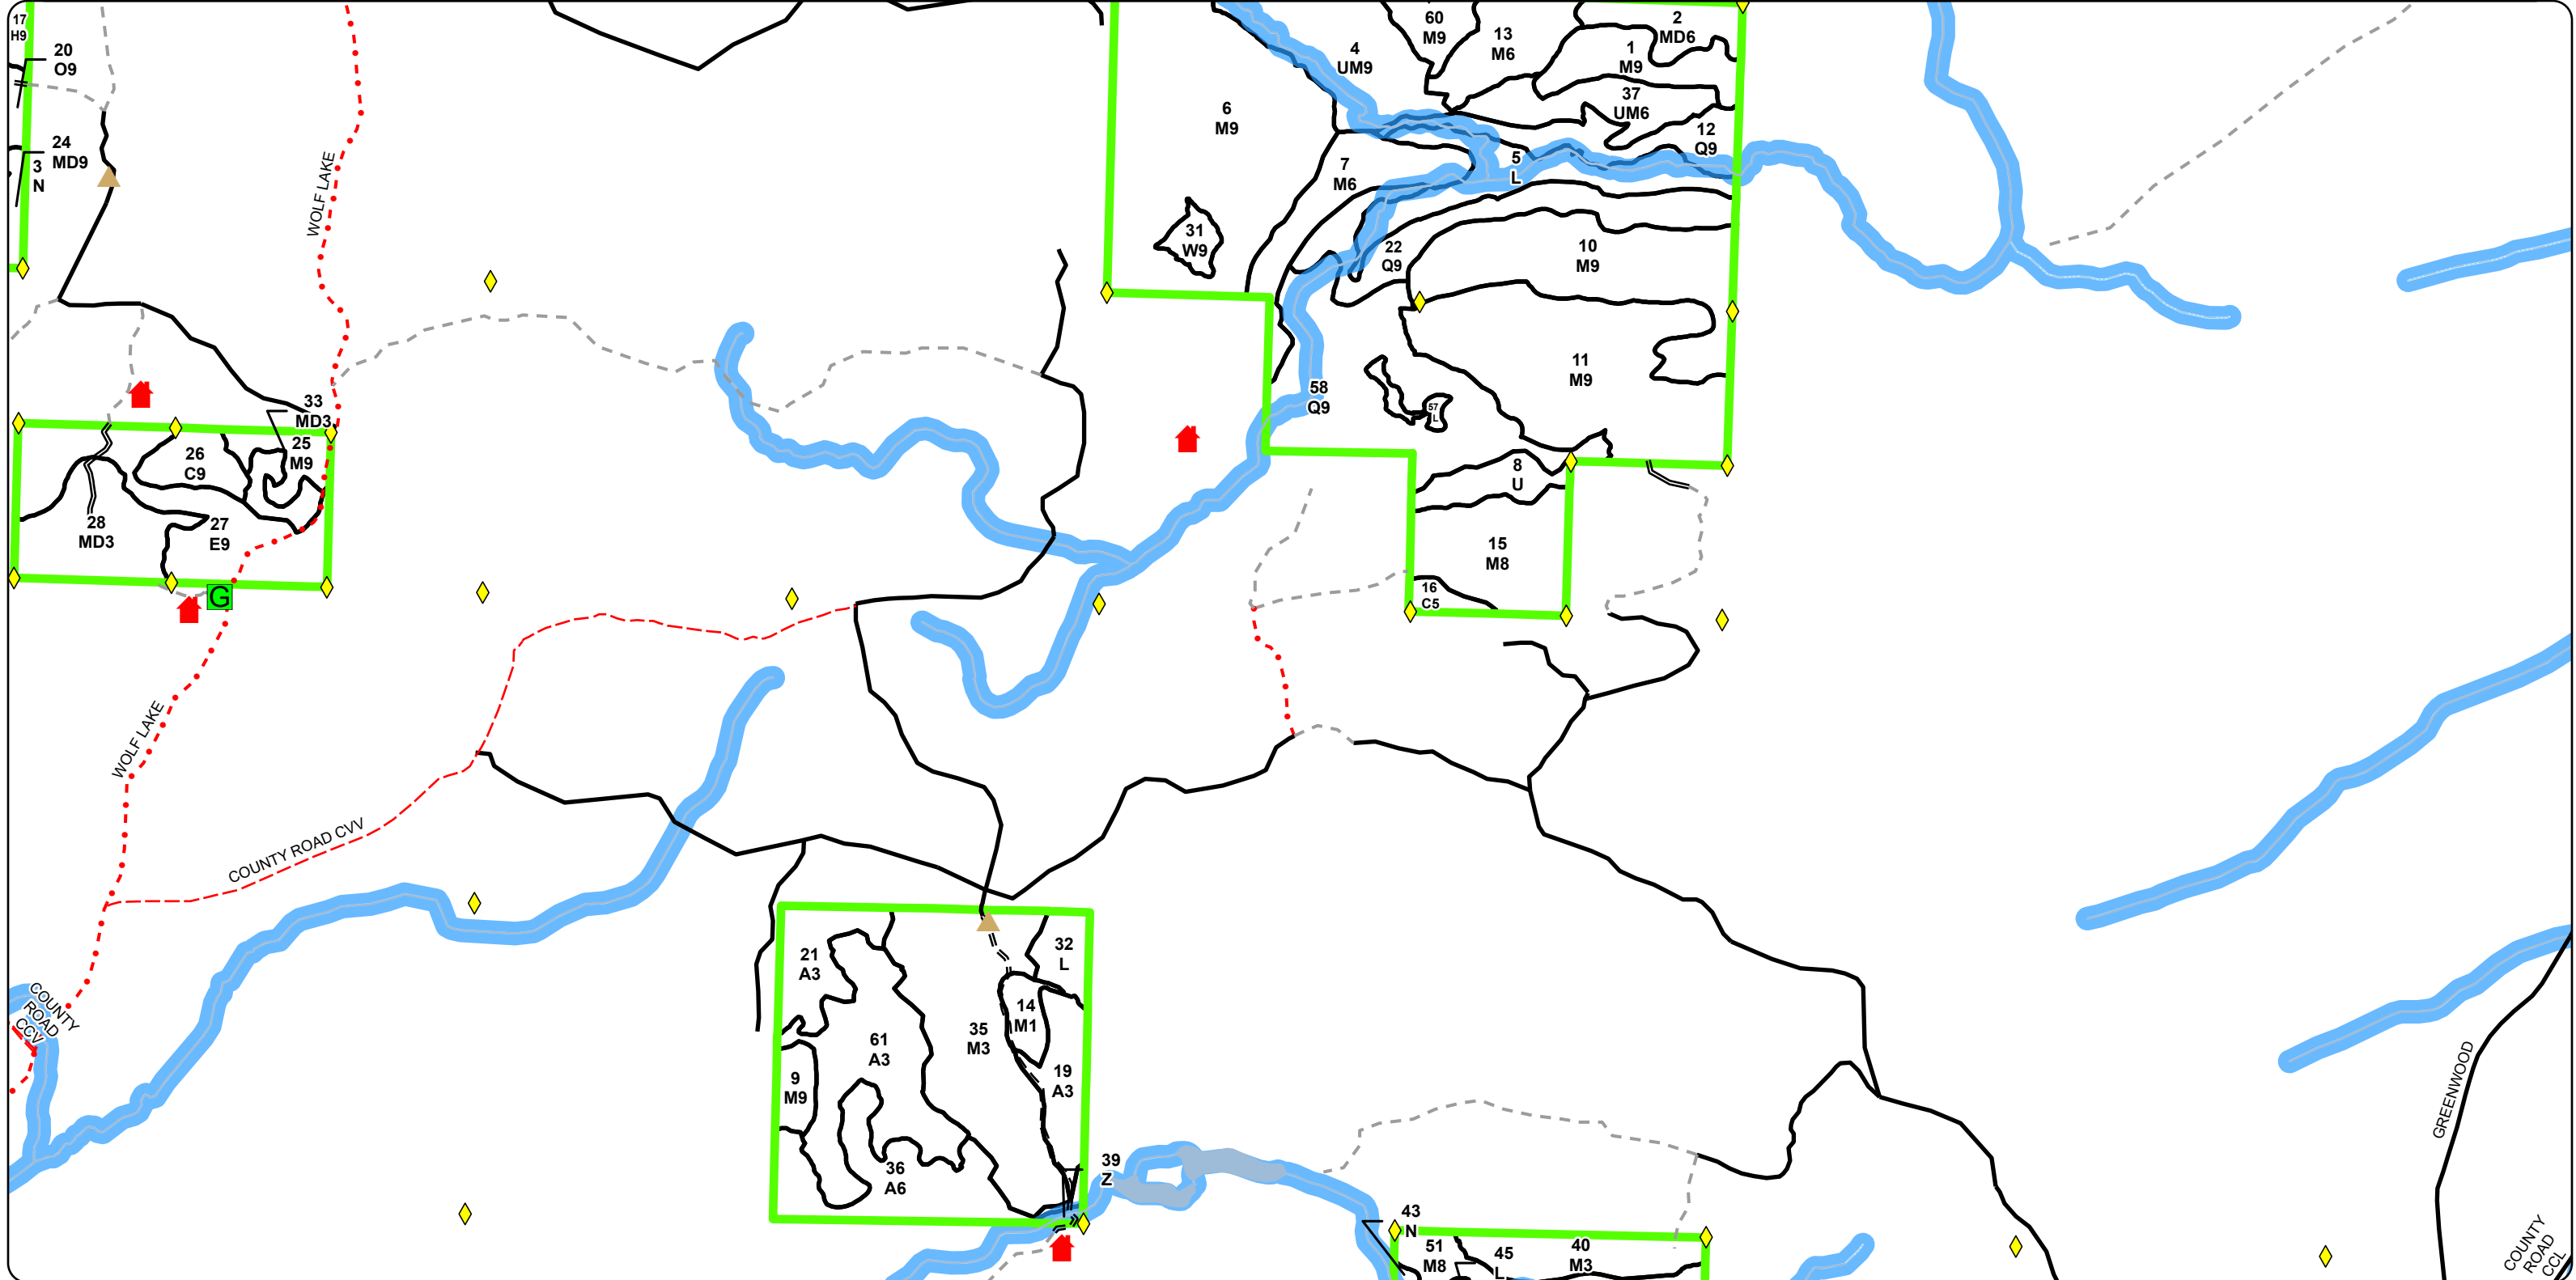 17
H9
20
O9
24
MD9
3
N
WOLF LAKE
60
M9
4
UM9
13
M6
2
MD6
1
M9
37
UM6
12
Q9
6
M9
7
M6
5
L
31
W9
22
Q9
10
M9
11
M9
58
Q9
57
L
8
U
15
M8
16
C5
33
MD3
25
M9
26
C9
28
MD3
27
E9
G
WOLF LAKE
COUNTY ROAD CVV
COUNTY
ROAD
CCV
21
A3
32
L
14
M1
35
M3
61
A3
19
A3
9
M9
36
A6
39
Z
43
N
51
M8
45
L
40
M3
GREENWOOD
COUNTY
ROAD
CCL